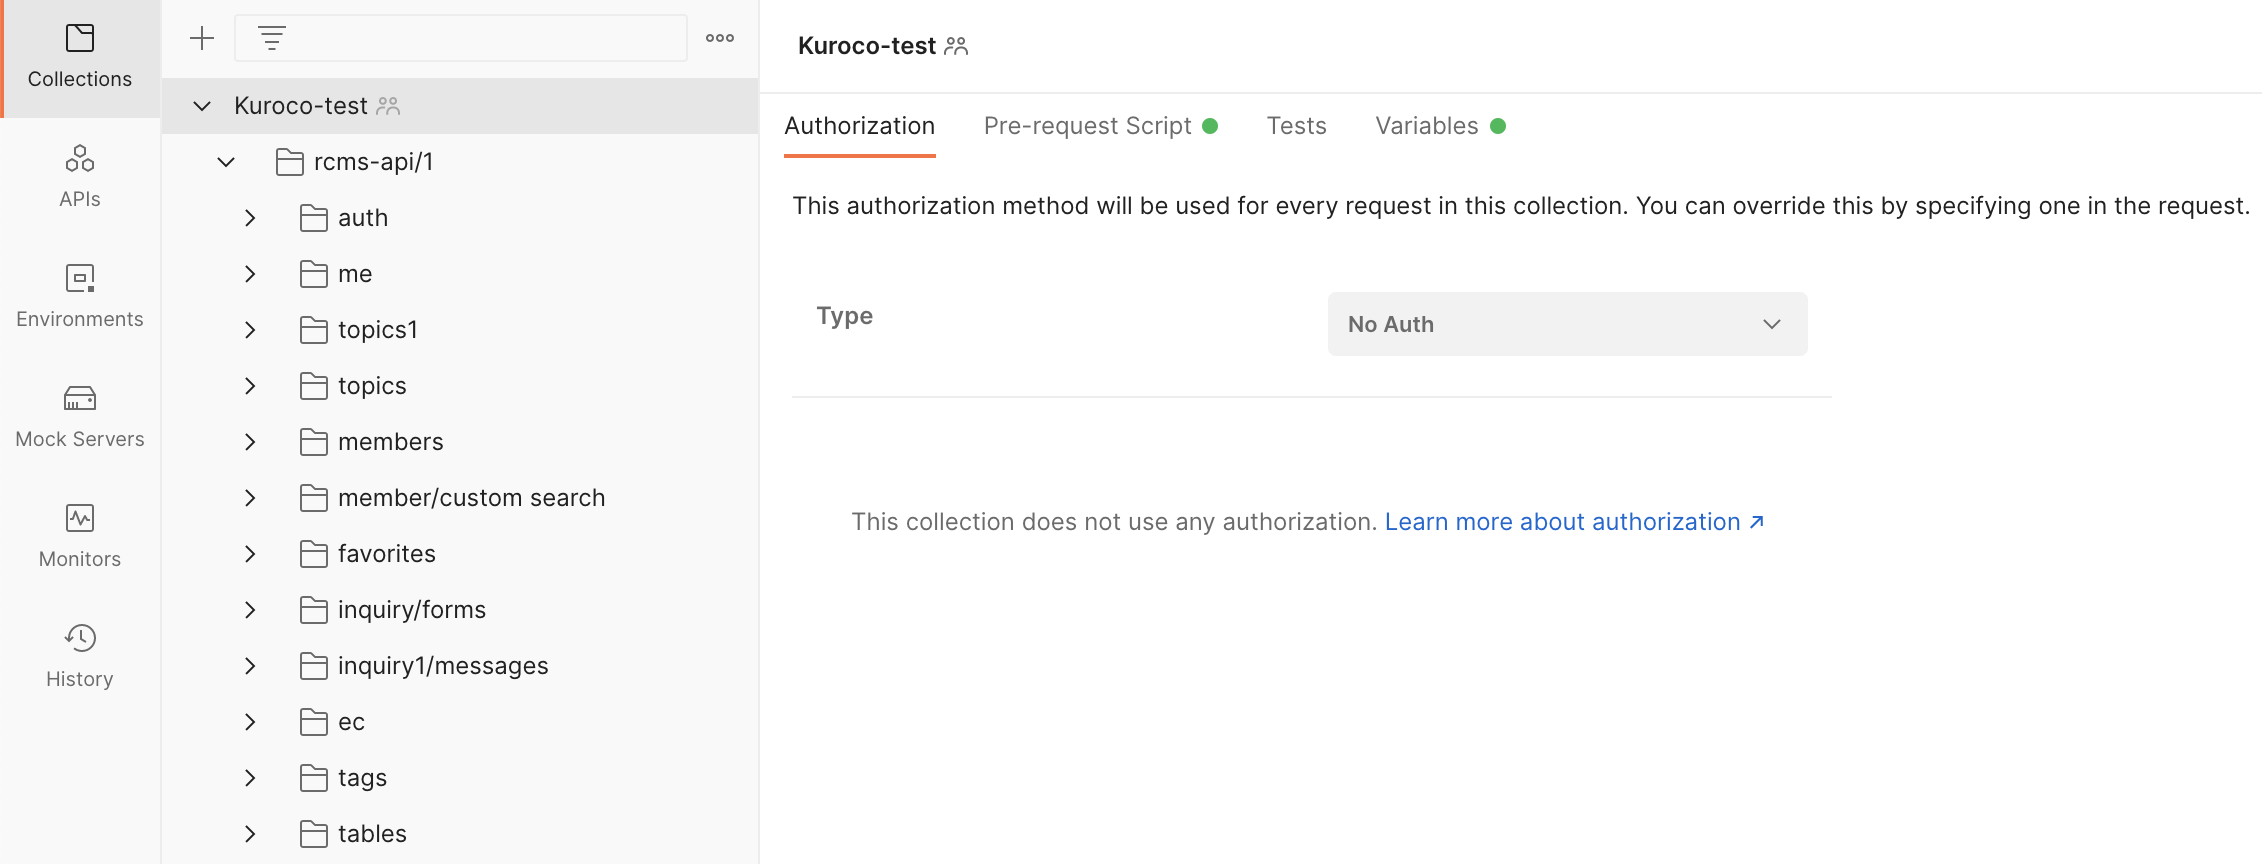 Collections
APIs
Environments
Mock Servers
Monitors
History
Kuroco-test
rcms-api/1
auth
me
topics1
topics
members
member/custom search
favorites
inquiry/forms
inquiry1/messages
ec
tags
tables
Kuroco-test
Authorization Pre-request Script Tests Variables
This authorization method will be used for every request in this collection. You can override this by specifying one in the request.
Type No Auth
This collection does not use any authorization. Learn more about authorization ↗